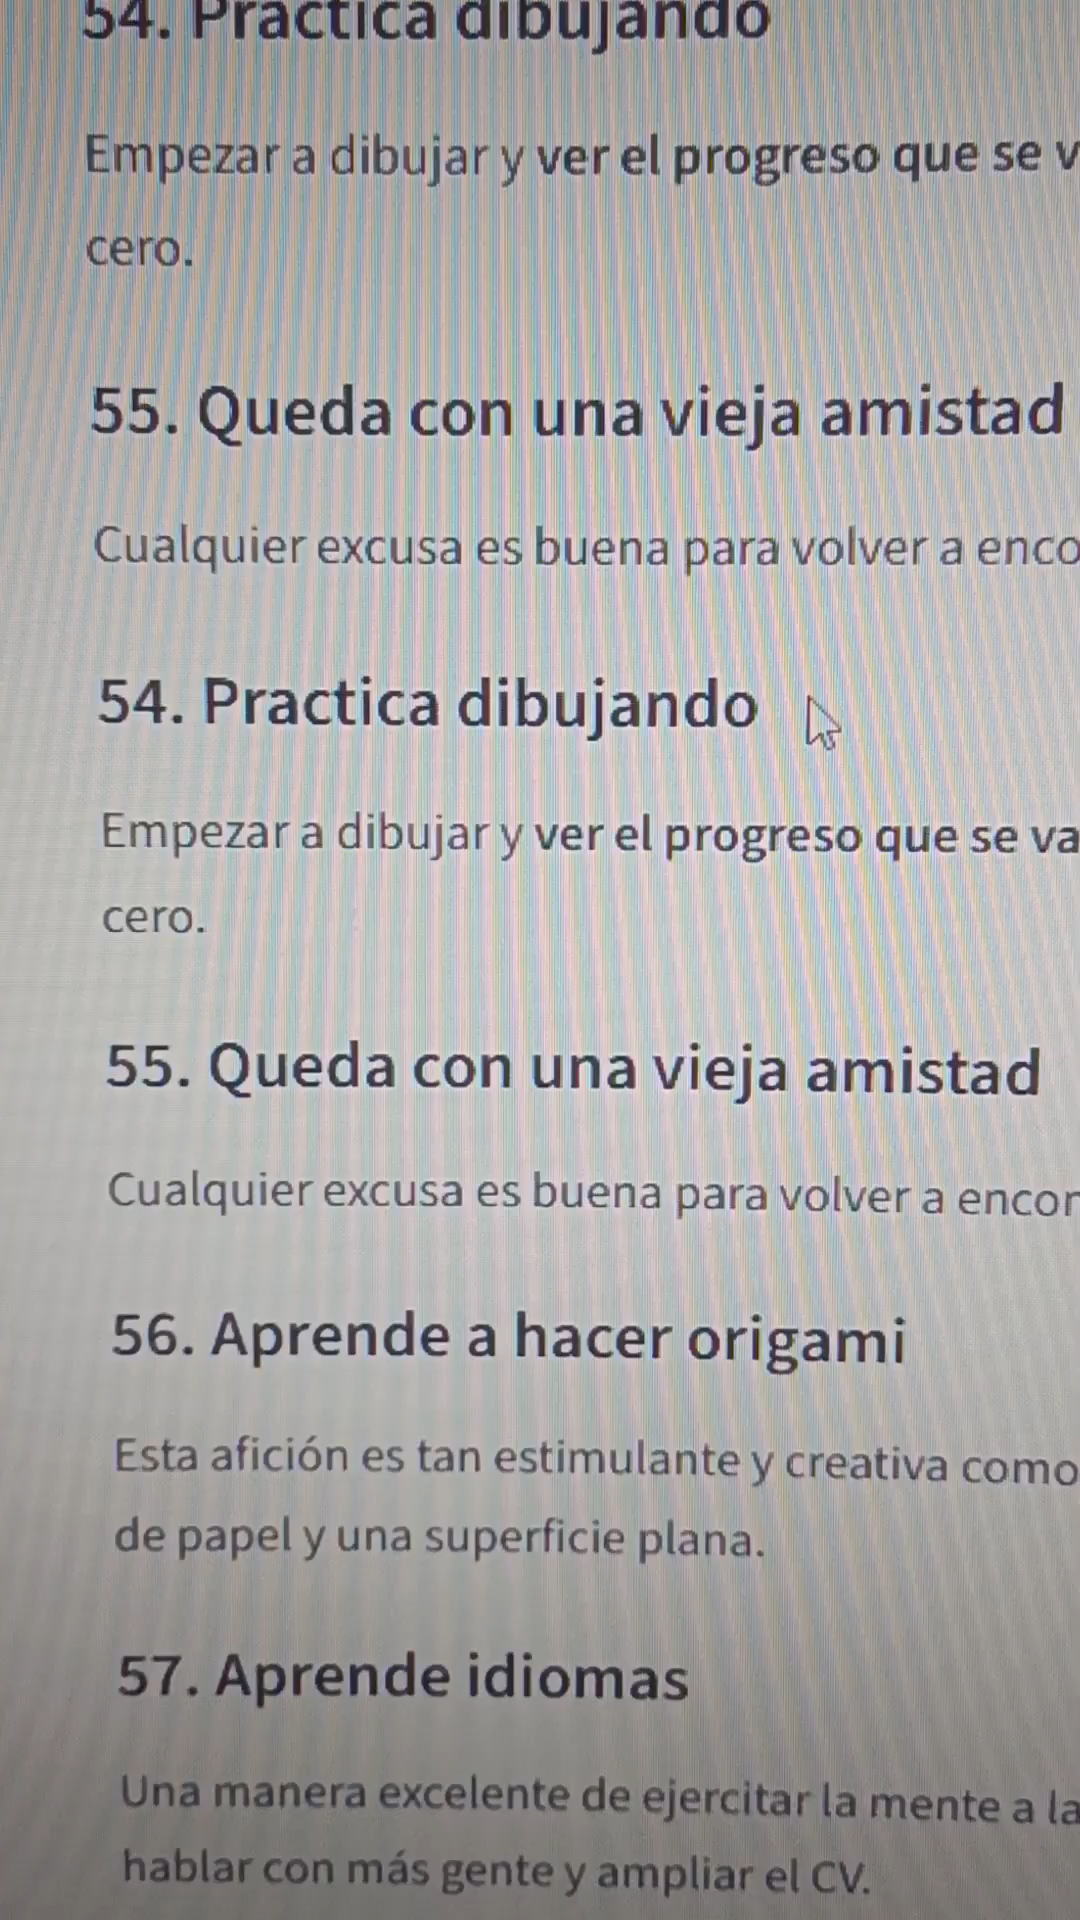 54. Practica dibujando
Empezar a dibujar y ver el progreso que se
cero.
55. Queda con una vieja amistad
Cualquier excusa es buena para volver a
54. Practica dibujando
Empezar a dibujar y ver el progreso que se va
cero.
55. Queda con una vieja amistad
Cualquier excusa es buena para volver a
56. Aprende a hacer origami
Esta afición es tan estimulante y creativa como
de papel y una superficie plana.
57. Aprende idiomas
Una manera excelente de ejercitar la mente a la
hablar con más gente y ampliar el CV.